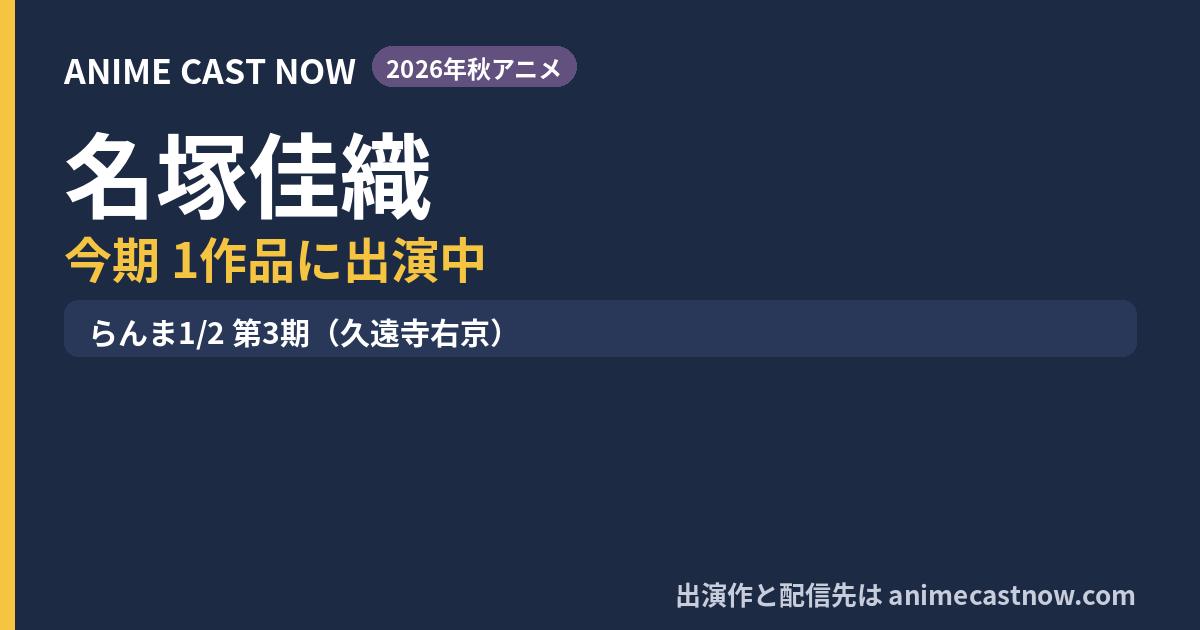 ANIME CAST NOW 2026年秋アニメ
名塚佳織
今期 1作品に出演中
らんま1/2 第3期（久遠寺右京）
出演作と配信先は animecastnow.com